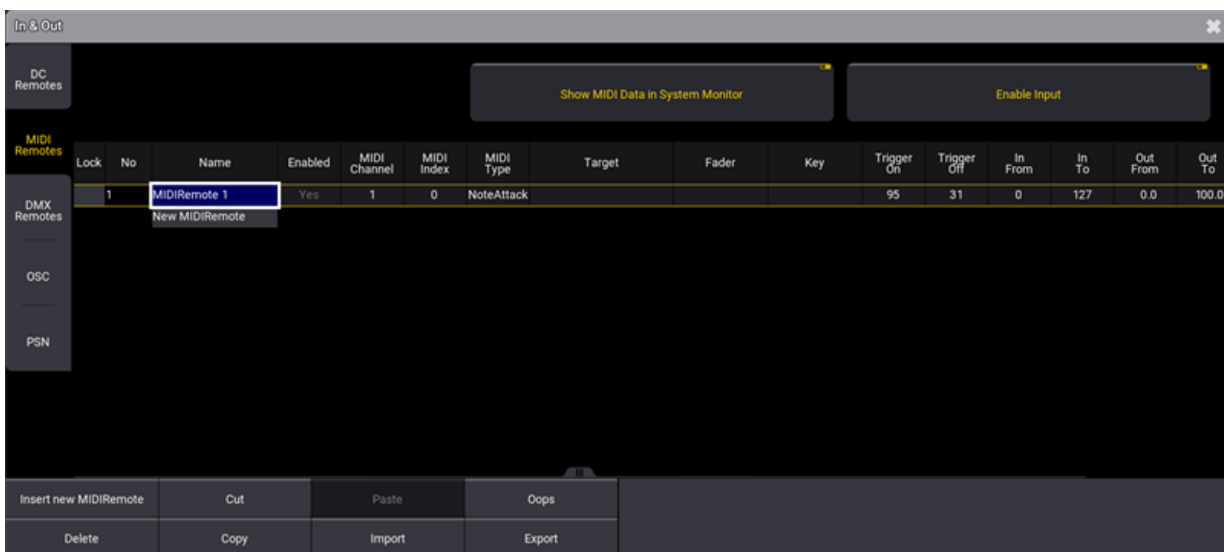 In & Out
DC
Remotes
Show MIDI Data in System Monitor
Enable Input
MIDI
Remotes
Lock No Name Enabled MIDI Channel MIDI Index MIDI Type Target Fader Key Trigger On Trigger Off In From In To Out From Out To
1 MIDIRemote 1 Yes 1 0 NoteAttack 95 31 0 127 0.0 100.0
New MIDIRemote
DMX
Remotes
OSC
PSN
Insert new MIDIRemote Cut Paste Oops
Delete Copy Import Export